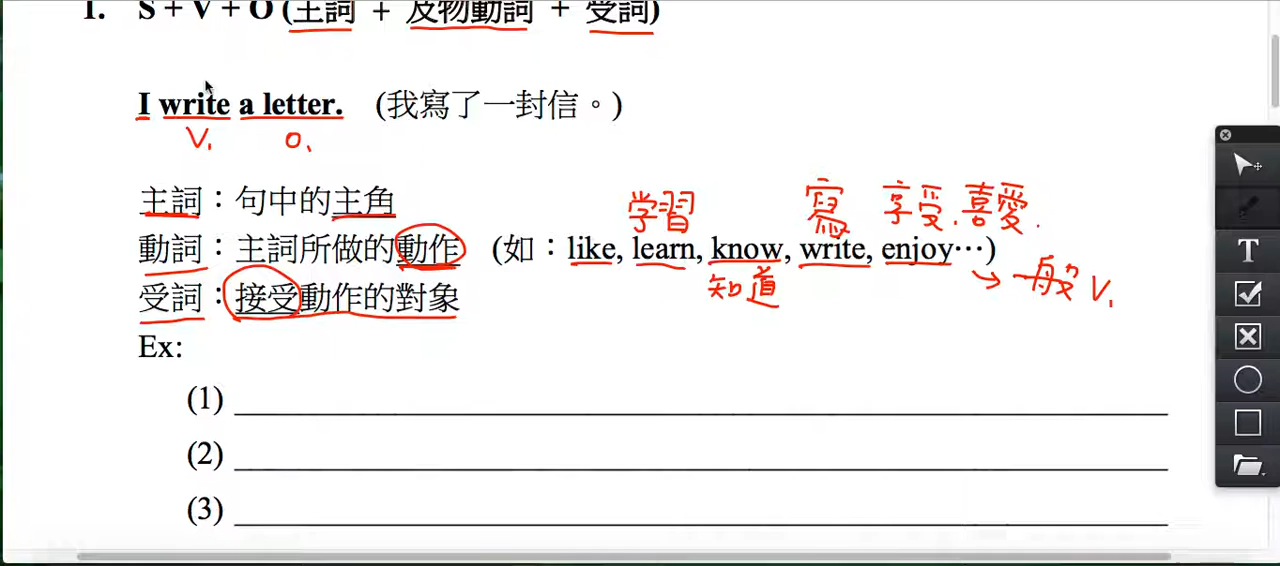 1. S + V + O (主詞 + 及物動詞 + 受詞)
I write a letter. (我寫了一封信。)
V. O.
学習 寫 享受.喜愛.
主詞：句中的主角
動詞：主詞所做的動作 (如：like, learn, know, write, enjoy…)
知道 → 一般 V.
受詞：接受動作的對象
Ex:
(1)
(2)
(3)
T